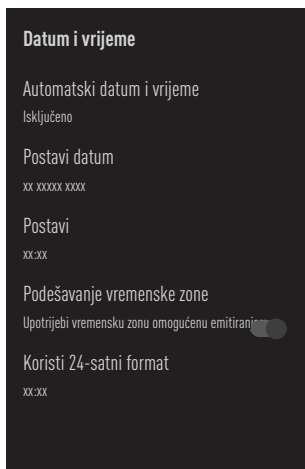 Datum i vrijeme
Automatski datum i vrijeme
Isključeno
Postavi datum
xx xxxxx xxxx
Postavi
xx:xx
Podešavanje vremenske zone
Upotrijebi vremensku zonu omogućenu
Koristi 24-satni format
xx:xx